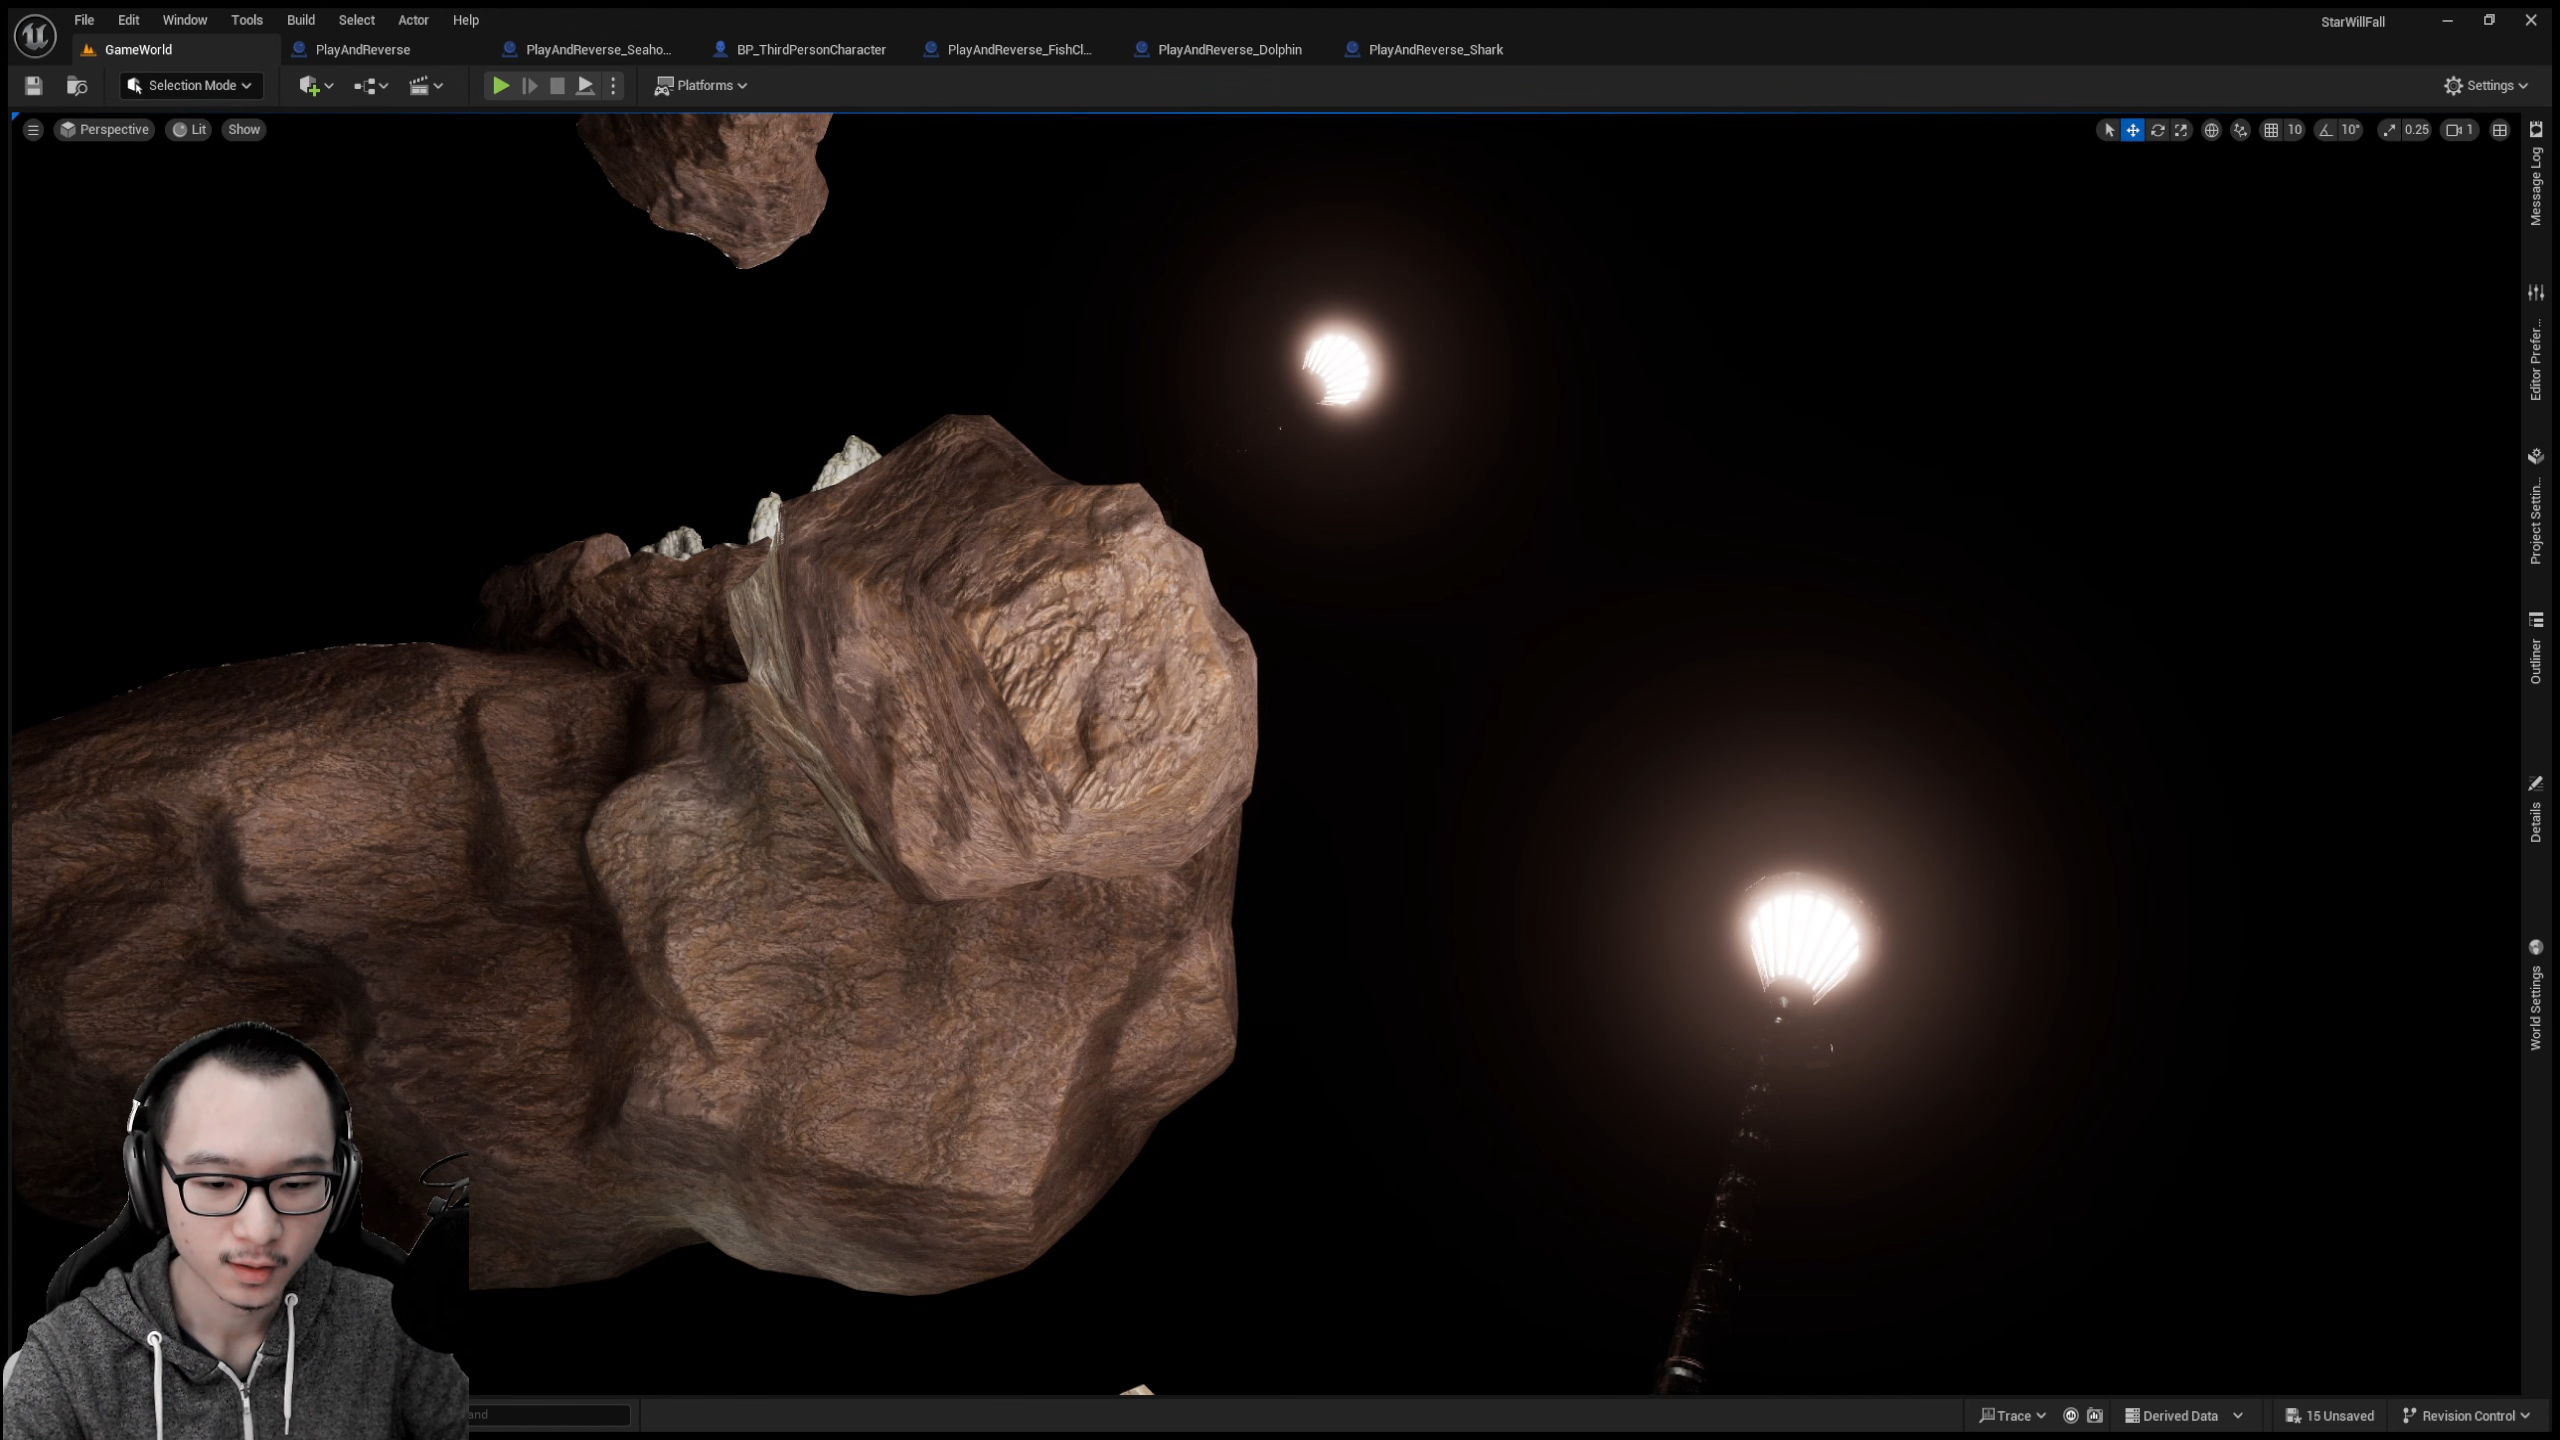 File Edit Window Tools Build Select Actor Help
StarWillFall
GameWorld PlayAndReverse PlayAndReverse_Seaho... BP_ThirdPersonCharacter PlayAndReverse_FishCl... PlayAndReverse_Dolphin PlayAndReverse_Shark
Selection Mode Platforms Settings
Perspective Lit Show 10 10° 0.25 1
Message Log
Editor Prefer...
Project Settin...
Outliner
Details
World Settings
and Trace Derived Data 15 Unsaved Revision Control